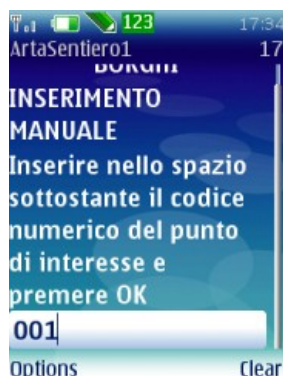 123 17:34
ArtaSentiero1 17
Borghi
INSERIMENTO
MANUALE
Inserire nello spazio
sottostante il codice
numerico del punto
di interesse e
premere OK
001
Options Clear